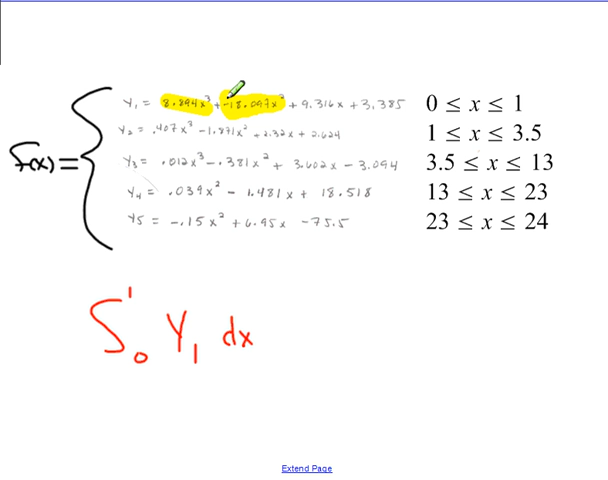 f(x) =
Y₁ = 8.894x³ + -18.097x² + 9.316x + 3.385 0 ≤ x ≤ 1
Y₂ = .407x³ - 1.871x² + 2.32x + 2.624 1 ≤ x ≤ 3.5
Y₃ = .012x³ - .381x² + 3.602x - 3.094 3.5 ≤ x ≤ 13
Y₄ = .039x² - 1.481x + 18.518 13 ≤ x ≤ 23
Y5 = -.15x² + 6.95x - 75.5 23 ≤ x ≤ 24
∫₀¹ Y₁ dx
Extend Page